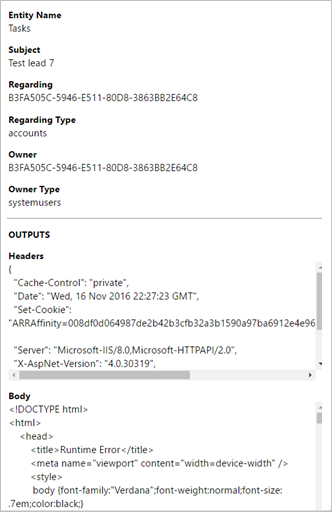 Entity Name
Tasks
Subject
Test lead 7
Regarding
B3FA505C-5946-E511-80D8-3863BB2E64C8
Regarding Type
accounts
Owner
B3FA505C-5946-E511-80D8-3863BB2E64C8
Owner Type
systemusers
OUTPUTS
Headers
{
"Cache-Control": "private",
"Date": "Wed, 16 Nov 2016 22:27:23 GMT",
"Set-Cookie":
"ARRAffinity=008df0d064987de2b42b3cfb32a3b1590a97ba6912e4e96
"Server": "Microsoft-IIS/8.0,Microsoft-HTTPAPI/2.0",
"X-AspNet-Version": "4.0.30319",
Body
<!DOCTYPE html>
<html>
<head>
<title>Runtime Error</title>
<meta name="viewport" content="width=device-width" />
<style>
body {font-family:"Verdana";font-weight:normal;font-size:
.7em;color:black;}